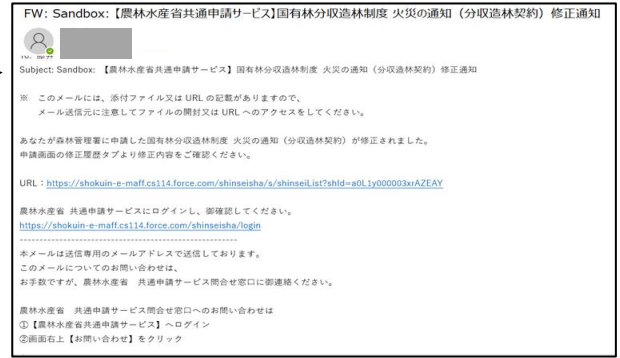 FW: Sandbox:【農林水産省共通申請サービス】国有林分収造林制度 火災の通知（分収造林契約）修正通知
Subject: Sandbox: 【農林水産省共通申請サービス】国有林分収造林制度 火災の通知（分収造林契約）修正通知
※ このメールには、添付ファイル又は URL の記載がありますので、
メール送信元に注意してファイルの開封又は URL へのアクセスをしてください。
あなたが森林管理署に申請した国有林分収造林制度 火災の通知（分収造林契約）が修正されました。
申請画面の修正履歴タブより修正内容をご確認ください。
URL：https://shokuin-e-maff.cs114.force.com/shinseisha/s/shinseiList?shId=a0L1y000003xrAZEAY
農林水産省 共通申請サービスにログインし、御確認してください。
https://shokuin-e-maff.cs114.force.com/shinseisha/login
------------------------------------------------------
本メールは送信専用のメールアドレスで送信しております。
このメールについてのお問い合わせは、
お手数ですが、農林水産省 共通申請サービス問合せ窓口に御連絡ください。
農林水産省 共通申請サービス問合せ窓口へのお問い合わせは
①【農林水産省共通申請サービス】へログイン
②画面右上【お問い合わせ】をクリック